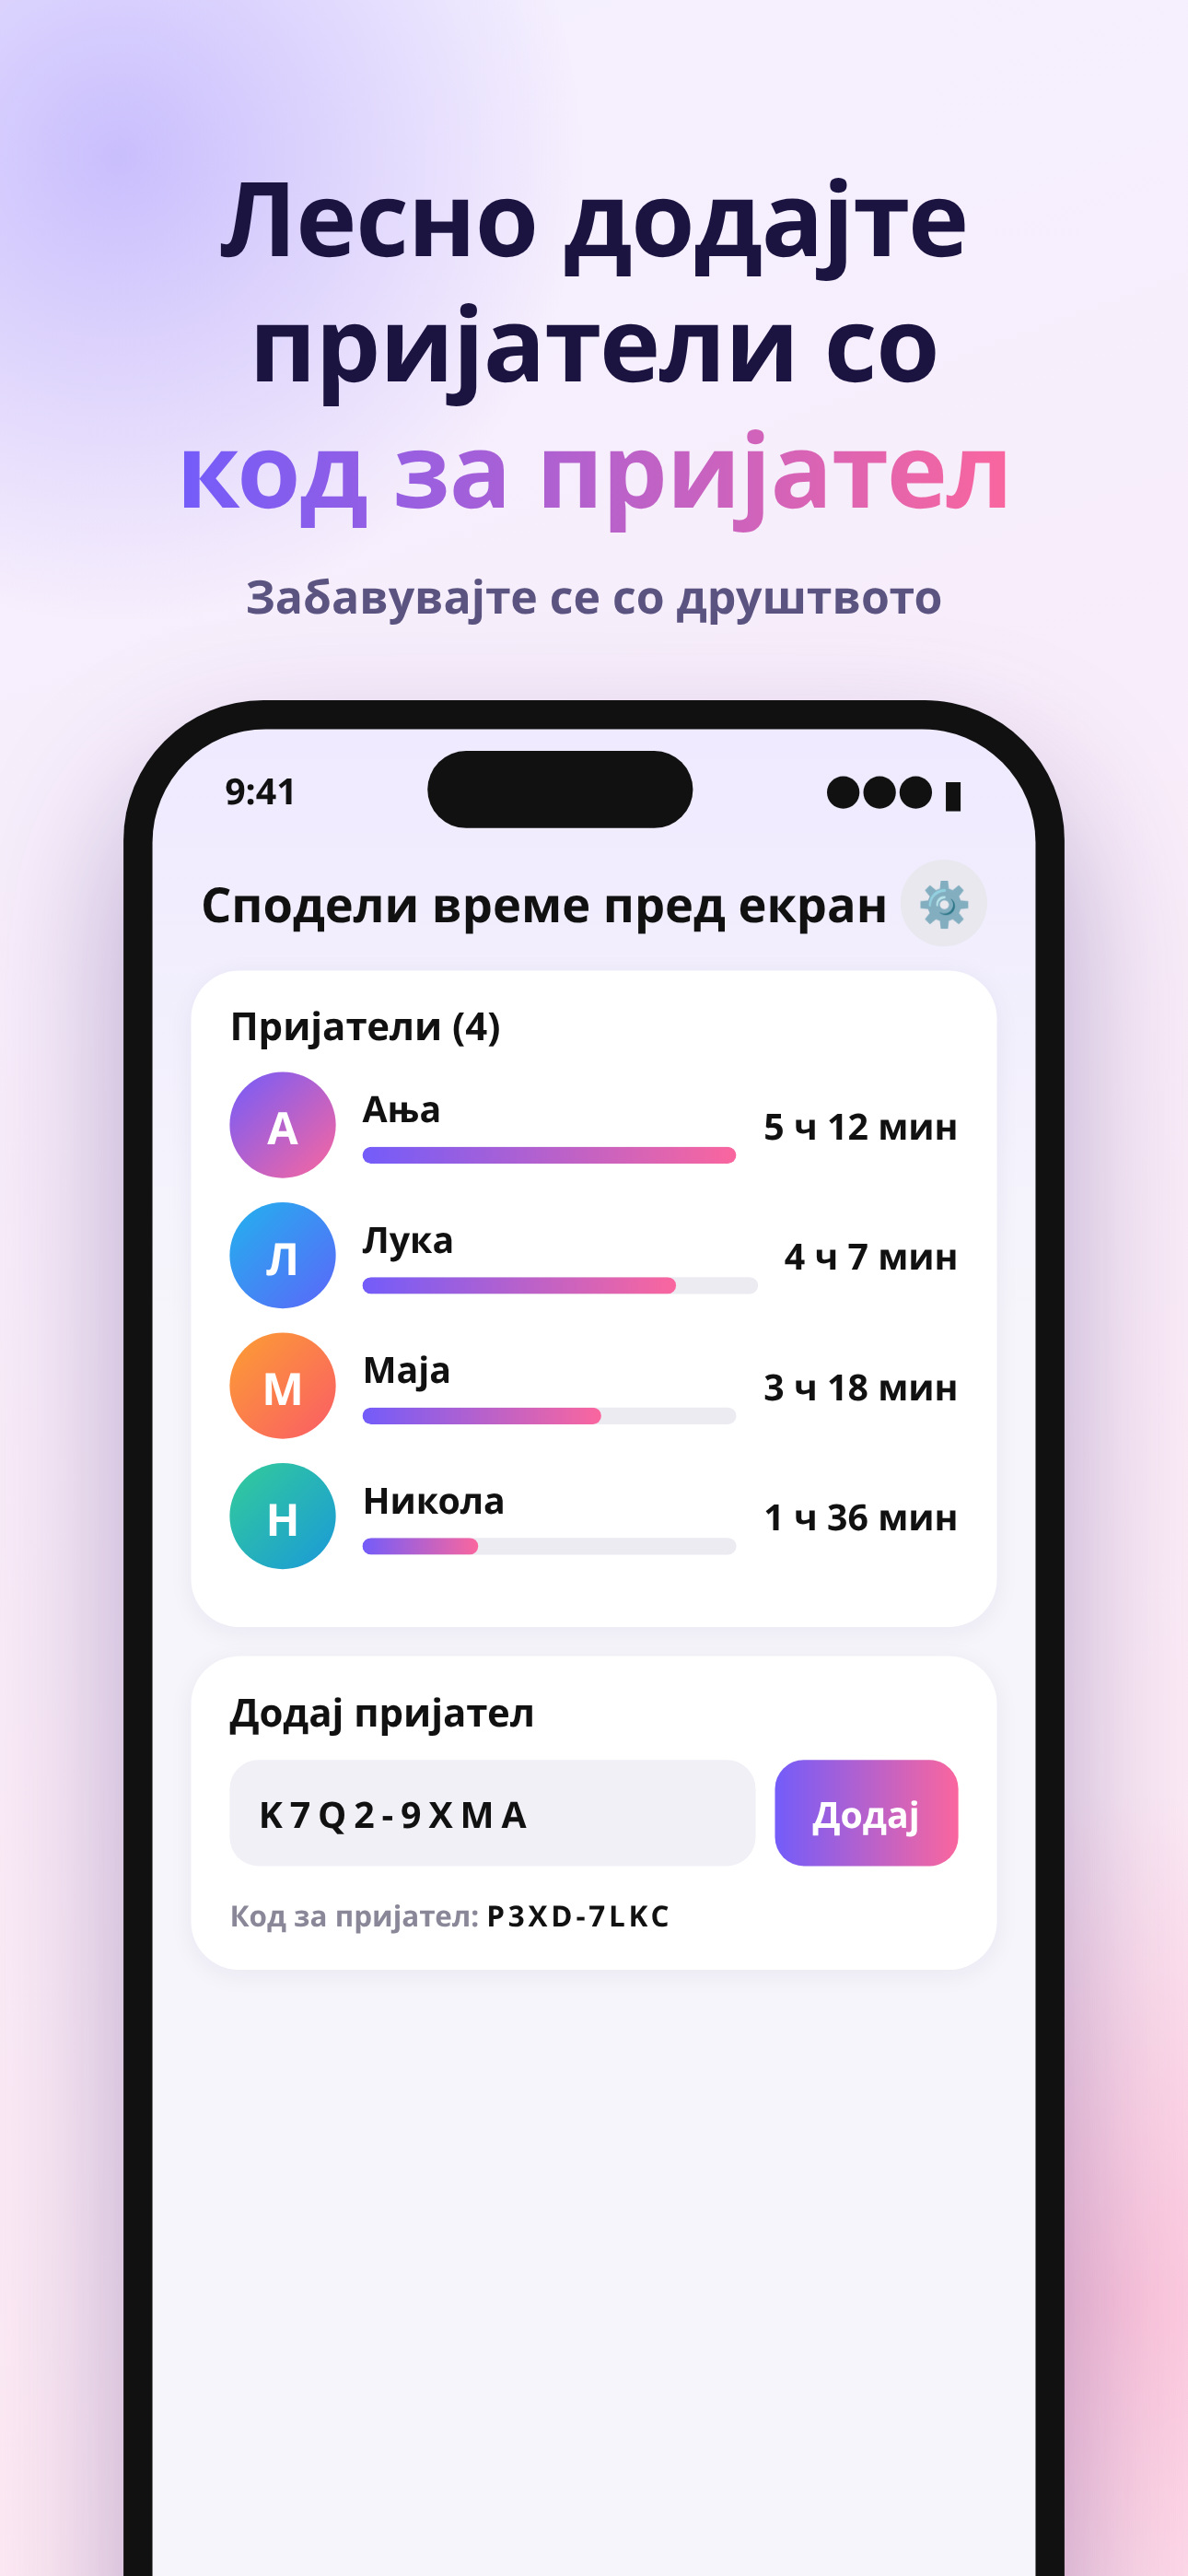 Лесно додајте
пријатели со
код за пријател
Забавувајте се со друштвото
9:41
Сподели време пред екран
Пријатели (4)
А
Ања
5 ч 12 мин
Л
Лука
4 ч 7 мин
М
Маја
3 ч 18 мин
Н
Никола
1 ч 36 мин
Додај пријател
K7Q2-9XMA
Додај
Код за пријател: P3XD-7LKC